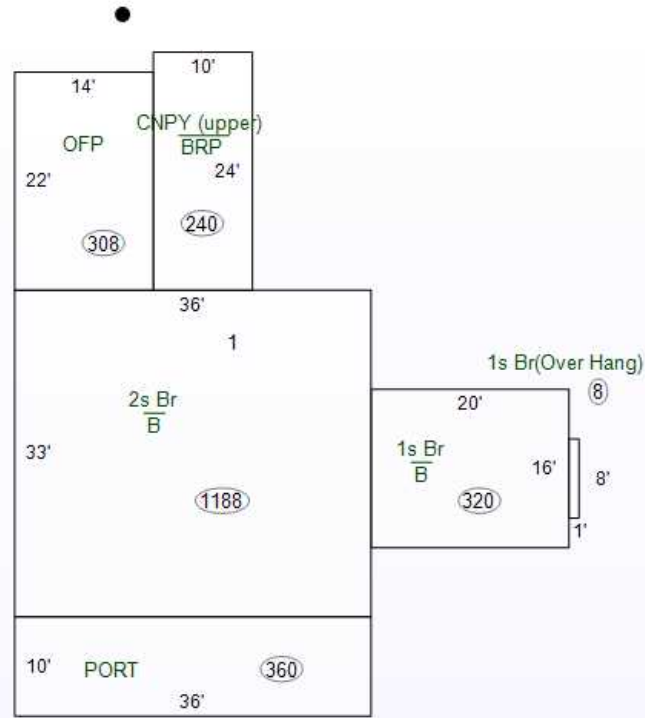 10'
14'
CNPY (upper)
BRP
OFP
24'
22'
240
308
36'
1
1s Br(Over Hang)
8
20'
2s Br
B
33'
1s Br
B
16'
8'
1188
320
1'
10'
PORT
360
36'